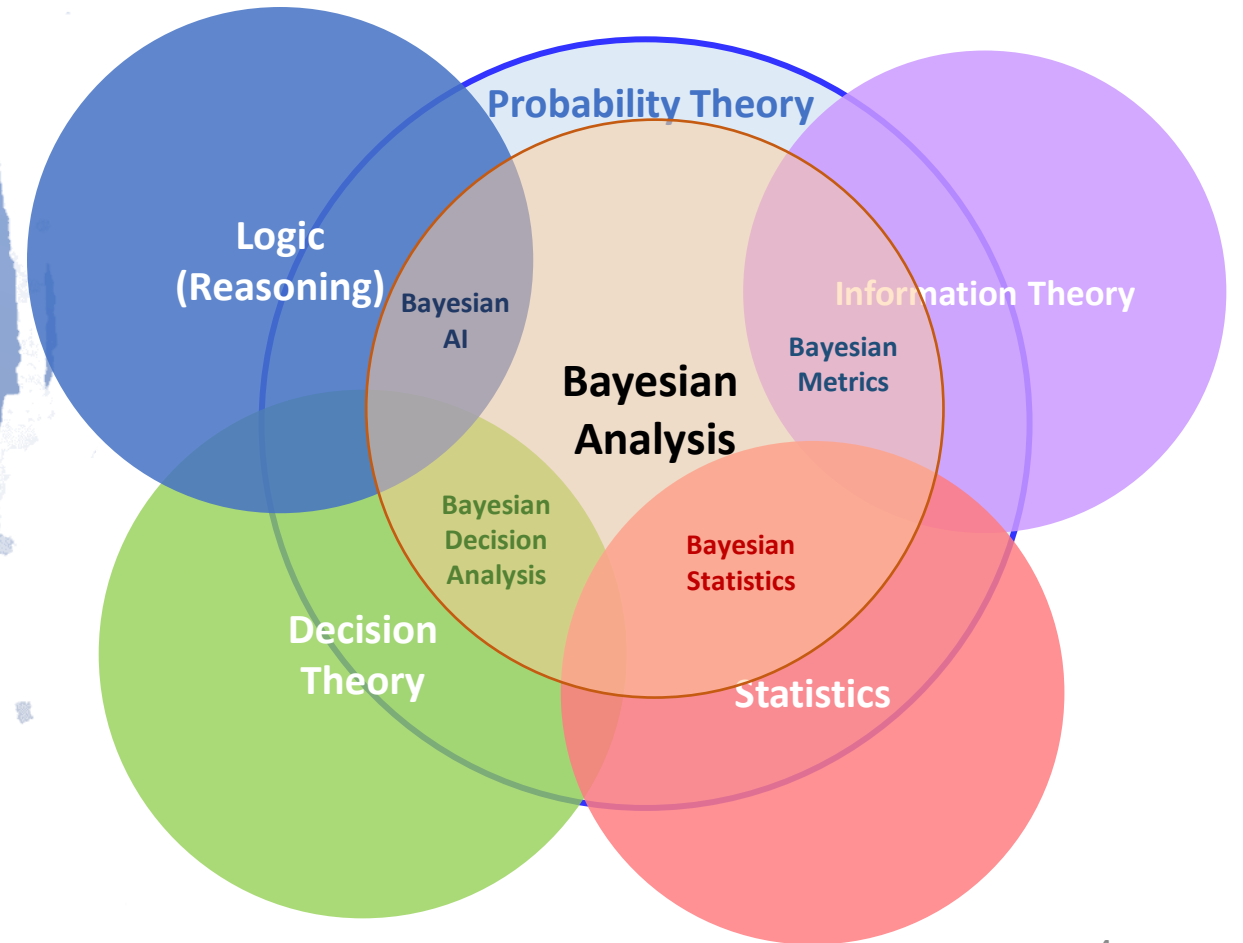 Probability Theory
Logic
(Reasoning)
Bayesian
AI
Information Theory
Bayesian
Metrics
Bayesian
Analysis
Bayesian
Decision
Analysis
Bayesian
Statistics
Decision
Theory
Statistics